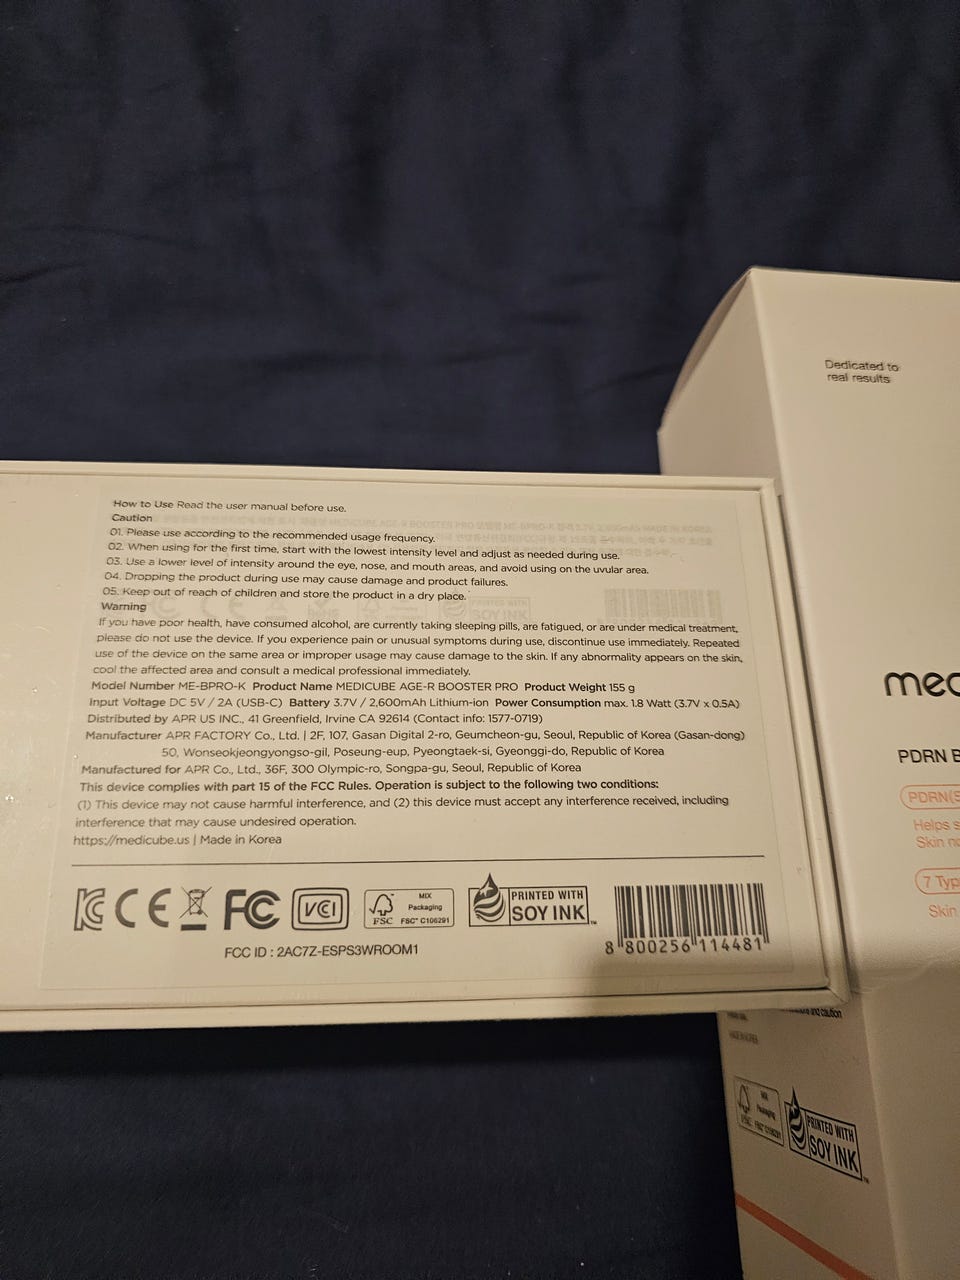 How to Use Read the user manual before use.
Caution
01. Please use according to the recommended usage frequency.
02. When using for the first time, start with the lowest intensity level and adjust as needed during use.
03. Use a lower level of intensity around the eye, nose, and mouth areas, and avoid using on the uvular area.
04. Dropping the product during use may cause damage and product failures.
05. Keep out of reach of children and store the product in a dry place.
Warning
If you have poor health, have consumed alcohol, are currently taking sleeping pills, are fatigued, or are under medical treatment,
please do not use the device. If you experience pain or unusual symptoms during use, discontinue use immediately. Repeated
use of the device on the same area or improper usage may cause damage to the skin. If any abnormality appears on the skin,
cool the affected area and consult a medical professional immediately.
Model Number ME-BPRO-K Product Name MEDICUBE AGE-R BOOSTER PRO Product Weight 155 g
Input Voltage DC 5V / 2A (USB-C) Battery 3.7V / 2,600mAh Lithium-ion Power Consumption max. 1.8 Watt (3.7V x 0.5A)
Distributed by APR US INC., 41 Greenfield, Irvine CA 92614 (Contact info: 1577-0719)
Manufacturer APR FACTORY Co., Ltd. | 2F, 107, Gasan Digital 2-ro, Geumcheon-gu, Seoul, Republic of Korea (Gasan-dong)
50, Wonseokjeongyongso-gil, Poseung-eup, Pyeongtaek-si, Gyeonggi-do, Republic of Korea
Manufactured for APR Co., Ltd., 36F, 300 Olympic-ro, Songpa-gu, Seoul, Republic of Korea
This device complies with part 15 of the FCC Rules. Operation is subject to the following two conditions:
(1) This device may not cause harmful interference, and (2) this device must accept any interference received, including
interference that may cause undesired operation.
https://medicube.us | Made in Korea
KC CE FC VCCI
FSC
MIX
Packaging
FSC™ C106291
PRINTED WITH
SOY INK™
8 800256 114481
FCC ID : 2AC7Z-ESPS3WROOM1
Dedicated to
real results
med
PDRN
PDRN(S
Helps s
Skin no
7 Typ
Skin
and caution
FSC
MIX
Packaging
FSC™ C106291
PRINTED WITH
SOY INK™